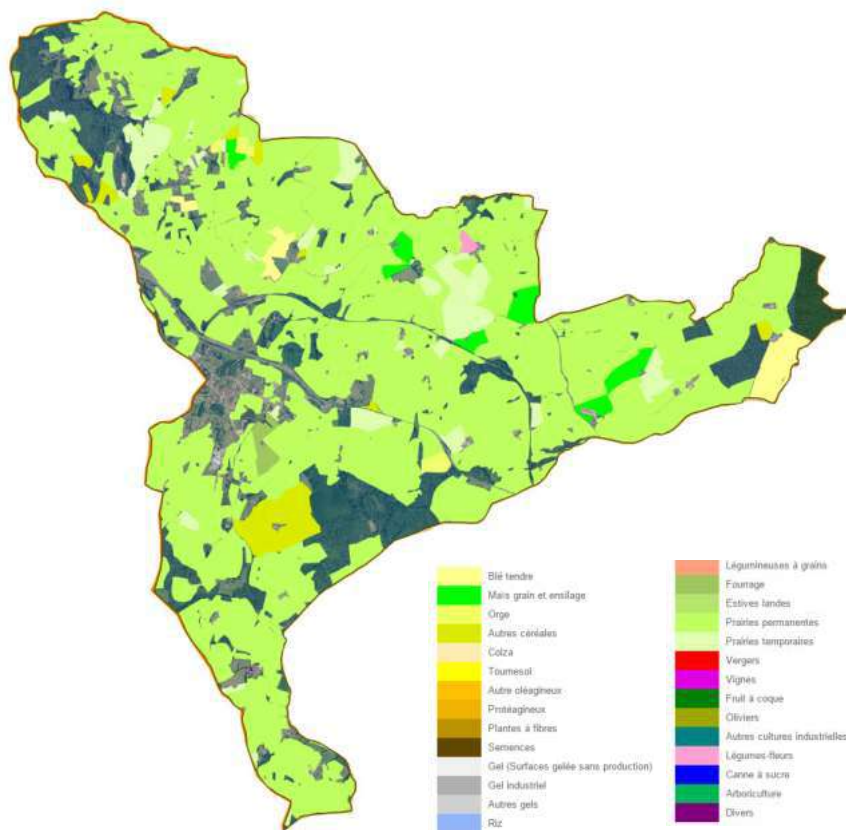 Blé tendre
Maïs grain et ensilage
Orge
Autres céréales
Colza
Tournesol
Autre oléagineux
Protéagineux
Plantes à fibres
Semences
Gel (Surfaces gelée sans production)
Gel industriel
Autres gels
Riz
Légumineuses à grains
Fourrage
Estives landes
Prairies permanentes
Prairies temporaires
Vergers
Vignes
Fruit à coque
Oliviers
Autres cultures industrielles
Légumes-fleurs
Canne à sucre
Arboriculture
Divers